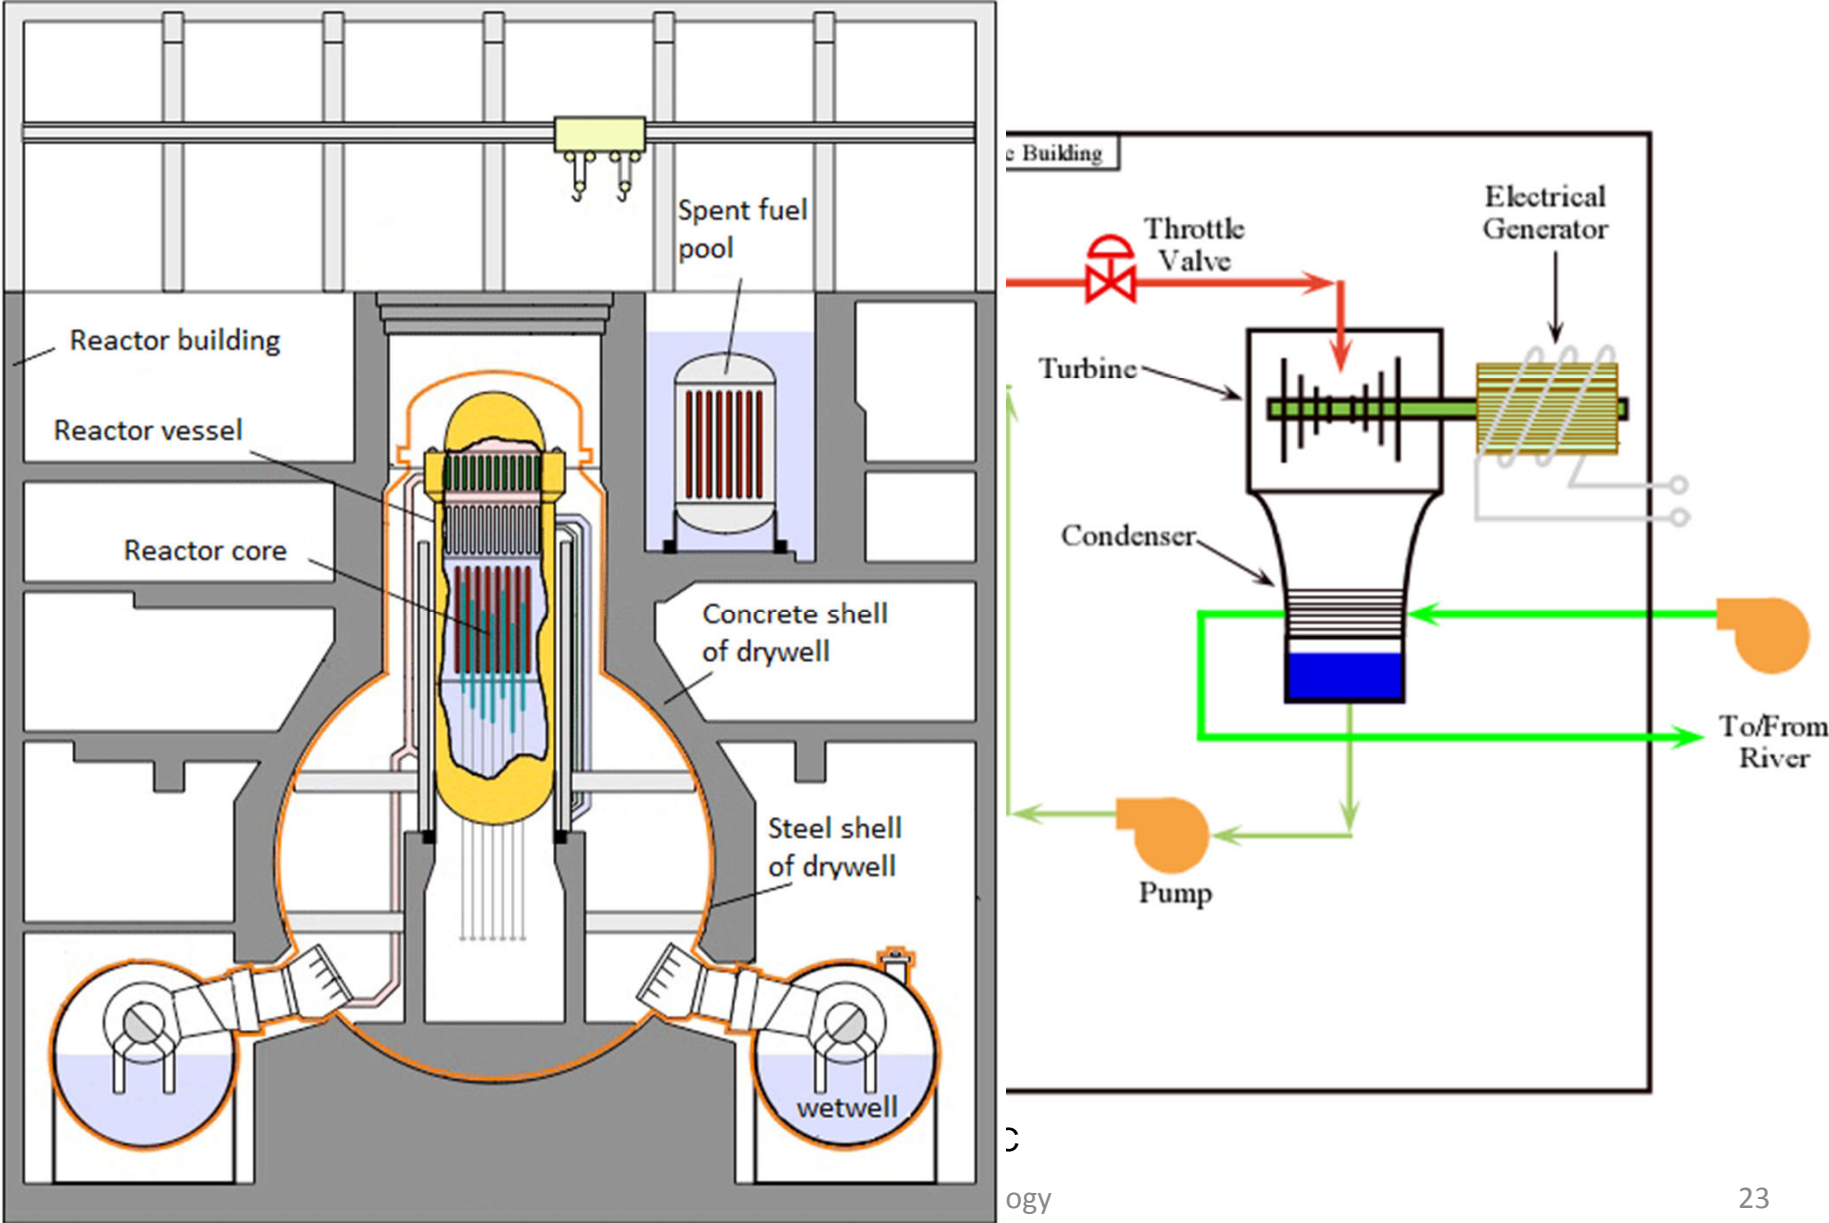 Spent fuel
pool
Reactor building
Reactor vessel
Reactor core
Concrete shell
of drywell
Steel shell
of drywell
wetwell
Building
Throttle
Valve
Electrical
Generator
Turbine
Condenser
To/From
River
Pump
23